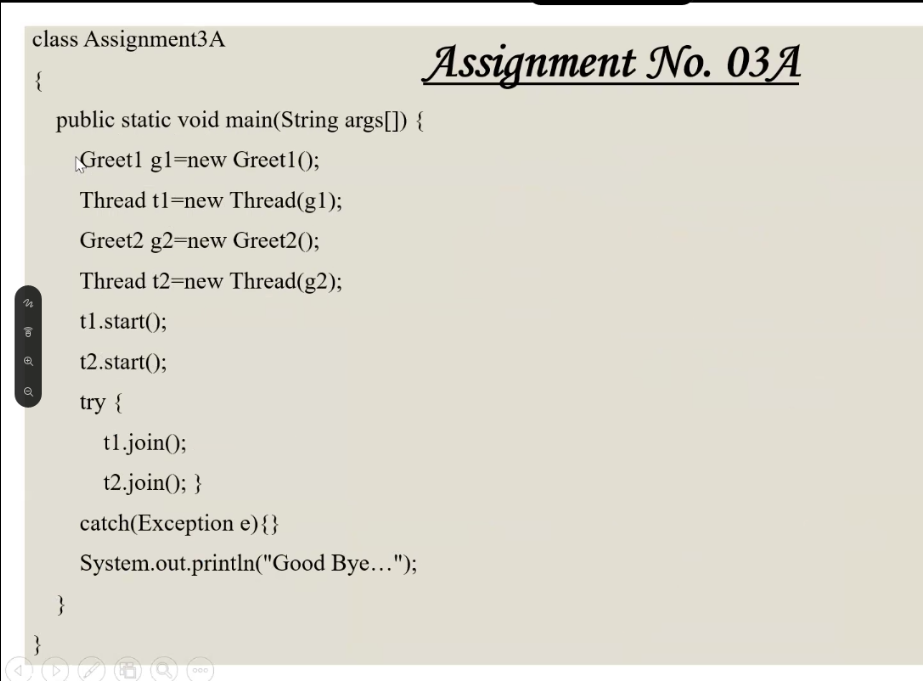 class Assignment3A
Assignment No. 03A
{
public static void main(String args[]) {
Greet1 g1=new Greet1();
Thread t1=new Thread(g1);
Greet2 g2=new Greet2();
Thread t2=new Thread(g2);
t1.start();
t2.start();
try {
t1.join();
t2.join(); }
catch(Exception e){}
System.out.println("Good Bye…");
}
}